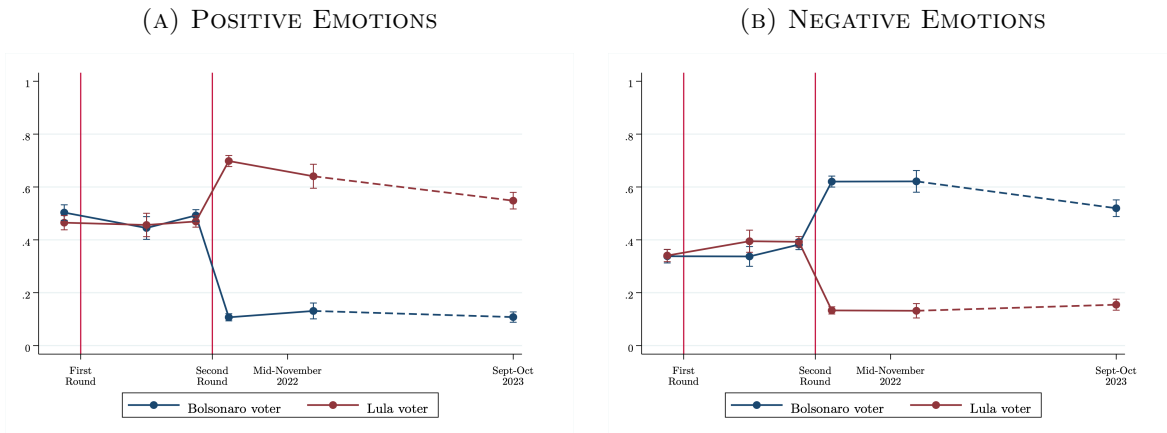 (A) POSITIVE EMOTIONS
1
.8
.6
.4
.2
0
First
Round
Second
Round
Mid-November
2022
Sept-Oct
2023
Bolsonaro voter
Lula voter
(B) NEGATIVE EMOTIONS
1
.8
.6
.4
.2
0
First
Round
Second
Round
Mid-November
2022
Sept-Oct
2023
Bolsonaro voter
Lula voter